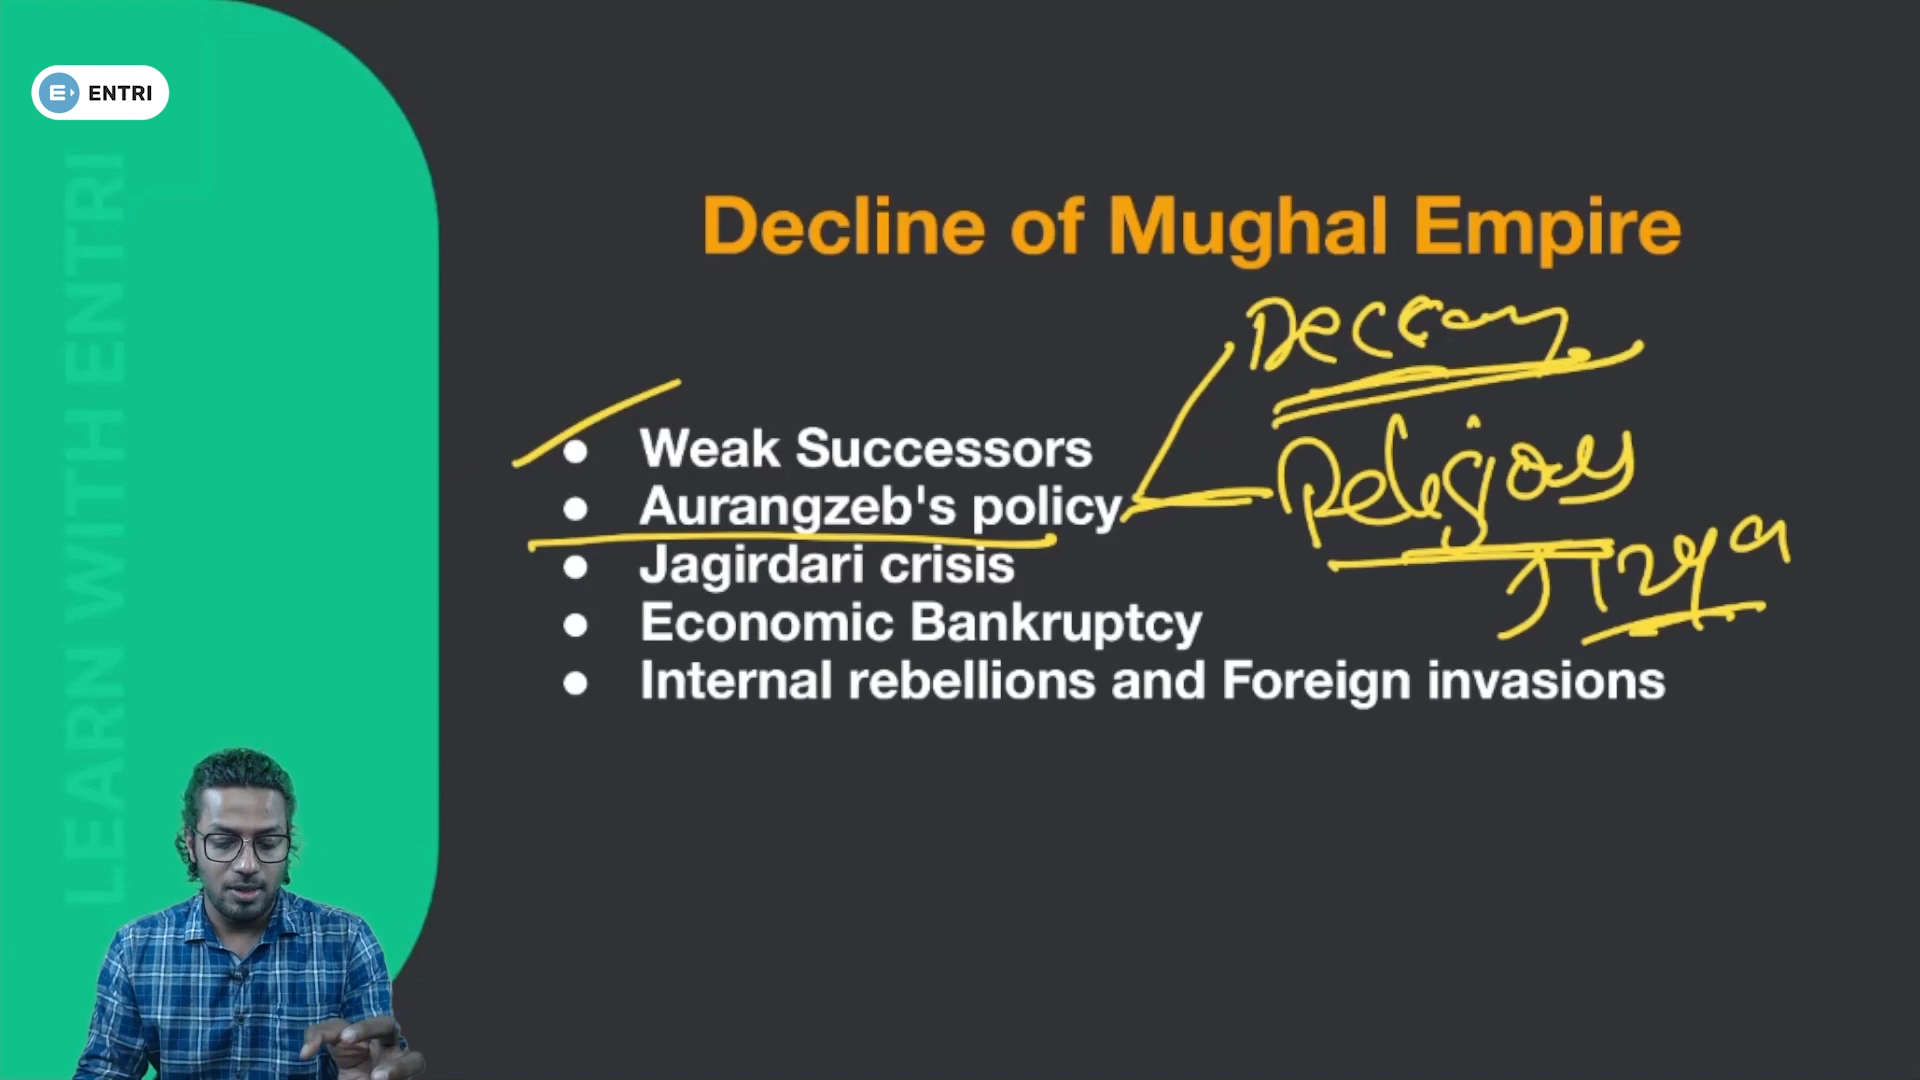 ENTRI
LEARN WITH ENTRI
Decline of Mughal Empire
Deccan
Religious
Weak Successors
Aurangzeb's policy
Jagirdari crisis
Economic Bankruptcy
Internal rebellions and Foreign invasions